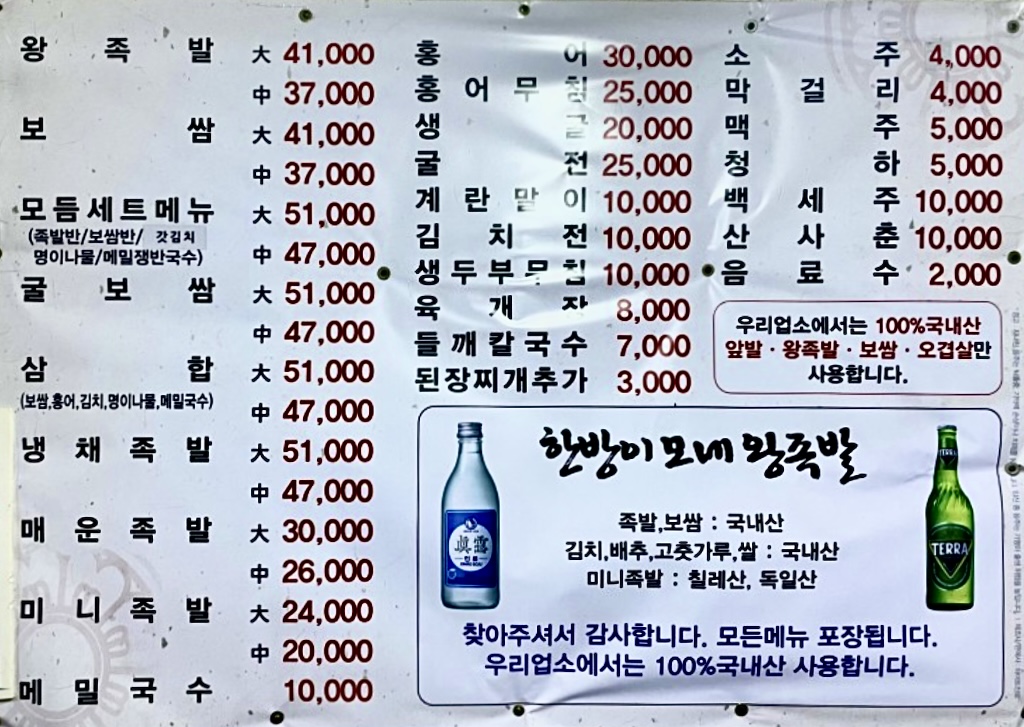 왕족발 大 41,000
中 37,000
보쌈 大 41,000
中 37,000
모듬세트메뉴 大 51,000
(족발반/보쌈반/ 갓김치
명이나물/메밀쟁반국수) 中 47,000
굴보쌈 大 51,000
中 47,000
삼합 大 51,000
(보쌈,홍어,김치,명이나물,메밀국수) 中 47,000
냉채족발 大 51,000
中 47,000
매운족발 大 30,000
中 26,000
미니족발 大 24,000
中 20,000
메밀국수 10,000
홍어 30,000
홍어무침 25,000
생굴 20,000
굴전 25,000
계란말이 10,000
김치전 10,000
생두부무침 10,000
육개장 8,000
들깨칼국수 7,000
된장찌개추가 3,000
소주 4,000
막걸리 4,000
맥주 5,000
청하 5,000
백세주 10,000
산사춘 10,000
음료수 2,000
우리업소에서는 100%국내산
앞발 · 왕족발 · 보쌈 · 오겹살만
사용합니다.
한방이모네왕족발
족발,보쌈 : 국내산
김치,배추,고춧가루,쌀 : 국내산
미니족발 : 칠레산, 독일산
찾아주셔서 감사합니다. 모든메뉴 포장됩니다.
우리업소에서는 100%국내산 사용합니다.
眞露
진로
TERRA
TERRA